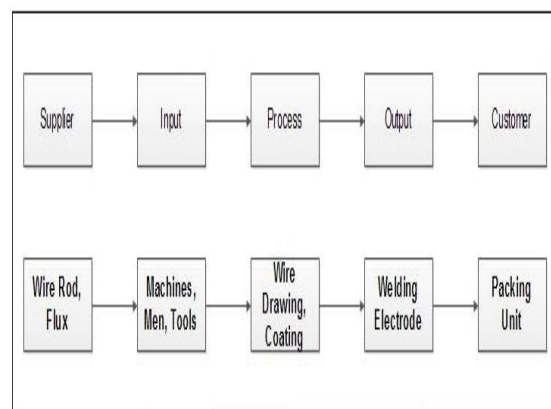 Supplier
Input
Process
Output
Customer
Wire Rod,
Flux
Machines,
Men, Tools
Wire
Drawing,
Coating
Welding
Electrode
Packing
Unit